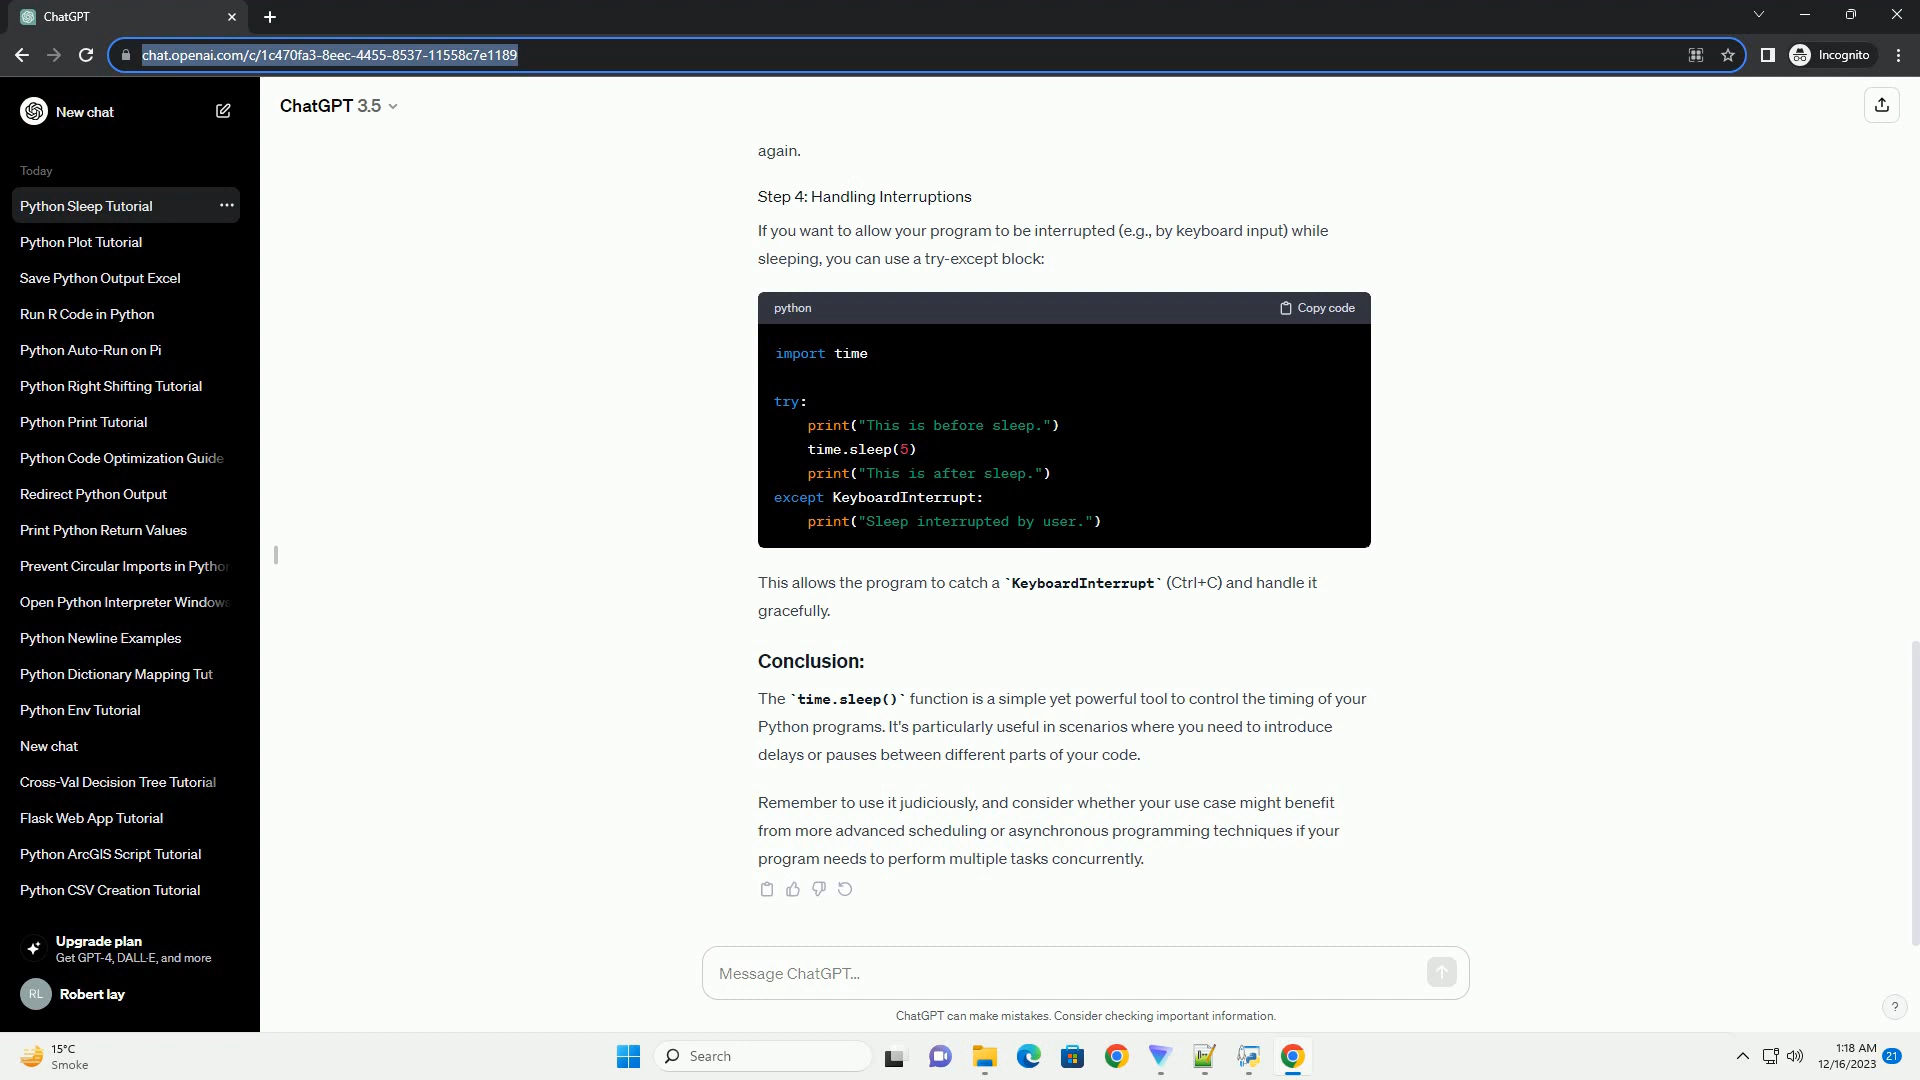 ChatGPT
chat.openai.com/c/1c470fa3-8eec-4455-8537-11558c7e1189
Incognito
New chat
Today
Python Sleep Tutorial
Python Plot Tutorial
Save Python Output Excel
Run R Code in Python
Python Auto-Run on Pi
Python Right Shifting Tutorial
Python Print Tutorial
Python Code Optimization Guide
Redirect Python Output
Print Python Return Values
Prevent Circular Imports in Python
Open Python Interpreter Windows
Python Newline Examples
Python Dictionary Mapping Tut
Python Env Tutorial
New chat
Cross-Val Decision Tree Tutorial
Flask Web App Tutorial
Python ArcGIS Script Tutorial
Python CSV Creation Tutorial
Upgrade plan
Get GPT-4, DALL·E, and more
RL
Robert lay
ChatGPT 3.5
again.
Step 4: Handling Interruptions
If you want to allow your program to be interrupted (e.g., by keyboard input) while
sleeping, you can use a try-except block:
python
Copy code
import time
try:
print("This is before sleep.")
time.sleep(5)
print("This is after sleep.")
except KeyboardInterrupt:
print("Sleep interrupted by user.")
This allows the program to catch a `KeyboardInterrupt` (Ctrl+C) and handle it
gracefully.
Conclusion:
The `time.sleep()` function is a simple yet powerful tool to control the timing of your
Python programs. It's particularly useful in scenarios where you need to introduce
delays or pauses between different parts of your code.
Remember to use it judiciously, and consider whether your use case might benefit
from more advanced scheduling or asynchronous programming techniques if your
program needs to perform multiple tasks concurrently.
Message ChatGPT...
ChatGPT can make mistakes. Consider checking important information.
?
15°C
Smoke
Search
1:18 AM
12/16/2023
21